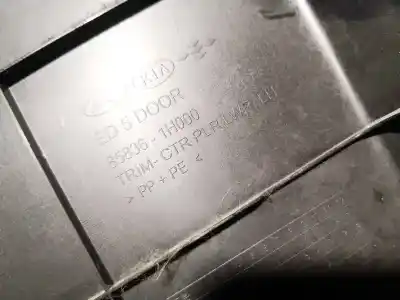 KIA
ED 5 DOOR
85836 - 1H000
TRIM- CTR PLR LWR, LH
> PP + PE <